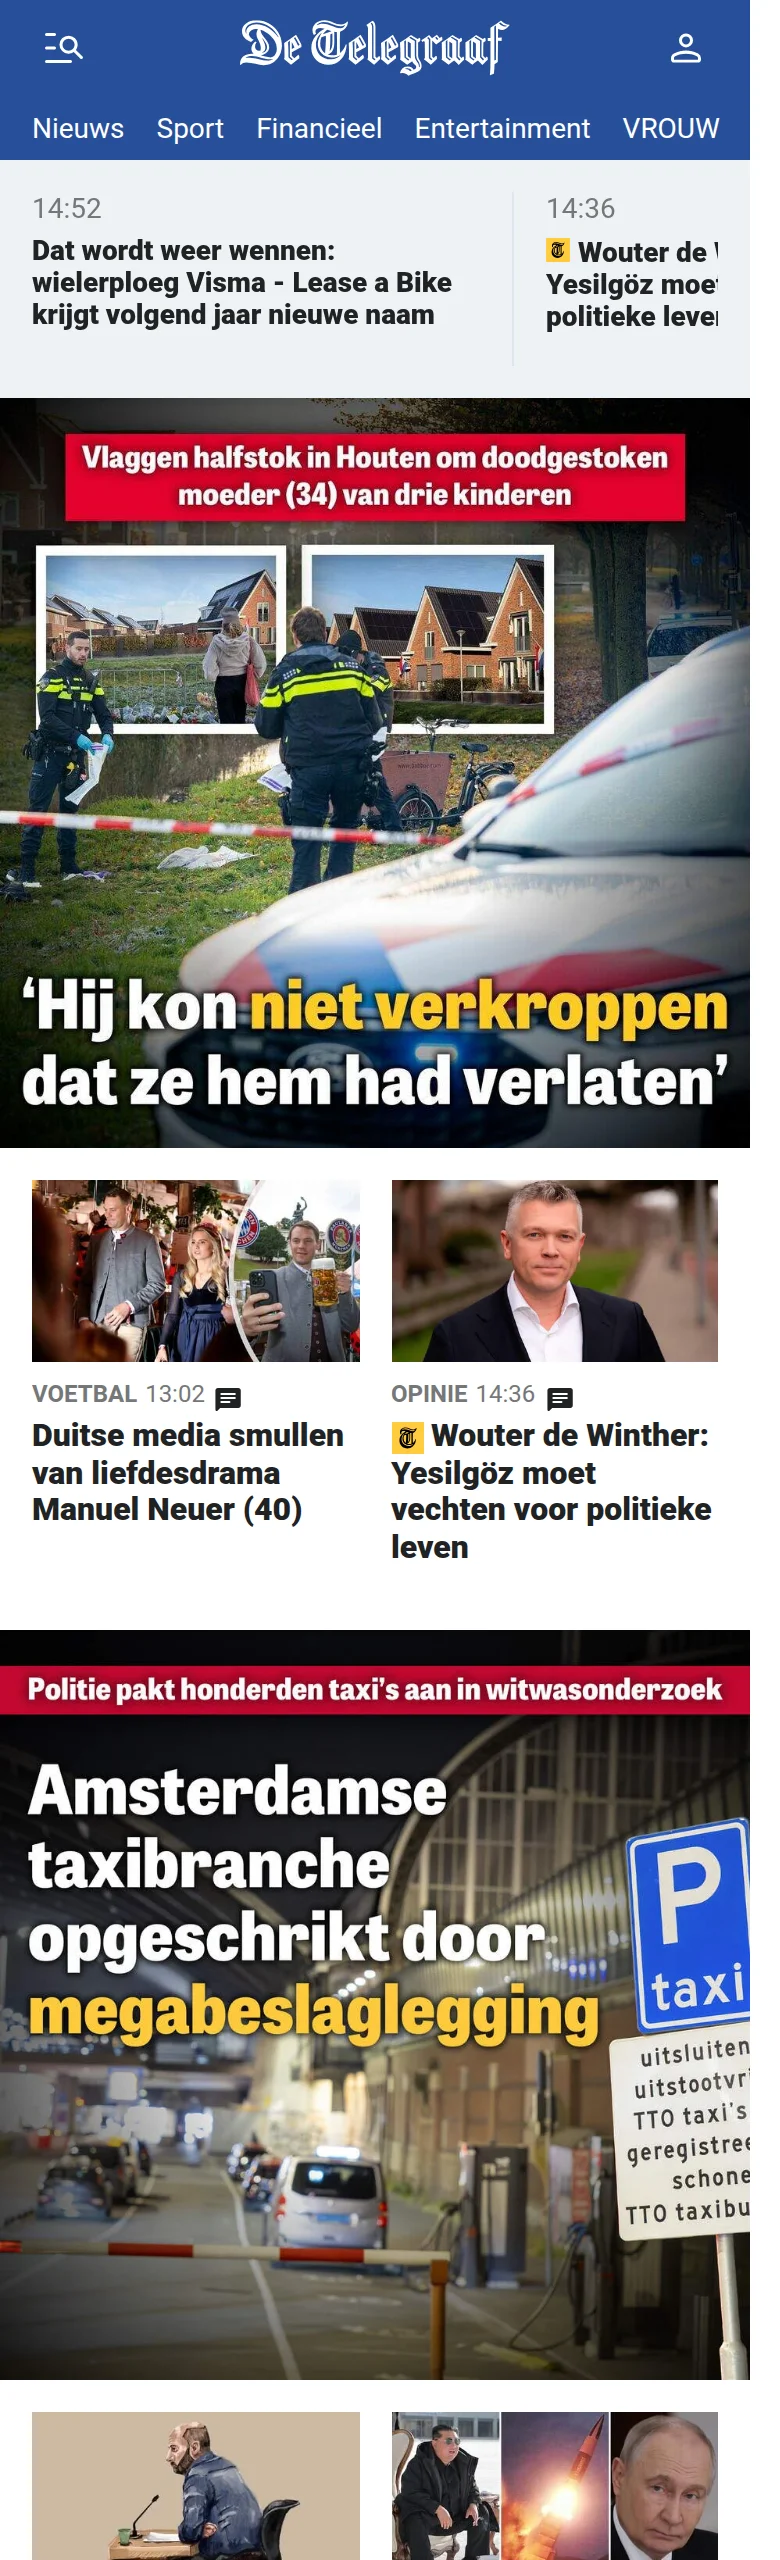 De Telegraaf
Nieuws Sport Financieel Entertainment VROUW
14:52
Dat wordt weer wennen:
wielerploeg Visma - Lease a Bike
krijgt volgend jaar nieuwe naam
14:36
Wouter de
Yesilgöz moet
politieke
Vlaggen halfstok in Houten om doodgestoken
moeder (34) van drie kinderen
‘Hij kon niet verkroppen
dat ze hem had verlaten’
VOETBAL 13:02
Duitse media smullen
van liefdesdrama
Manuel Neuer (40)
OPINIE 14:36
Wouter de Winther:
Yesilgöz moet
vechten voor politieke
leven
Politie pakt honderden taxi’s aan in witwasonderzoek
Amsterdamse
taxibranche
opgeschrikt door
megabeslaglegging
P
taxi
uitsluiten
uitstootvri
TTO taxi's
geregistree
schone
TTO taxibu